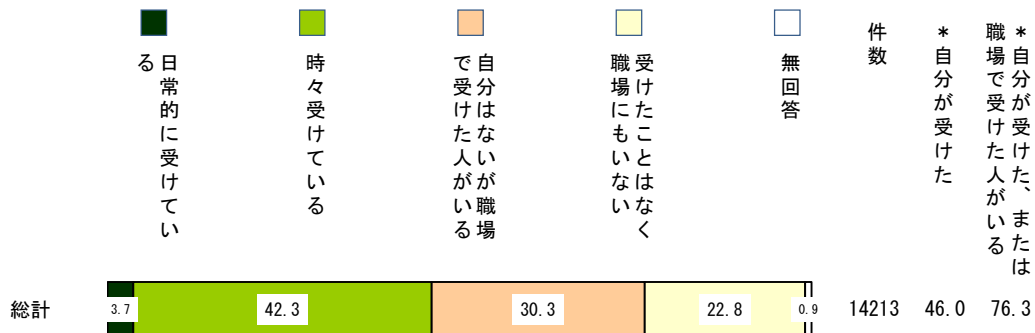 日常的に受けてい
る
時々受けている
自分はないが職場
で受けた人がいる
受けたことはなく
職場にもいない
無回答
件数
*自分が受けた
*自分が受けた、または
職場で受けた人がいる
総計 3.7 42.3 30.3 22.8 0.9 14213 46.0 76.3